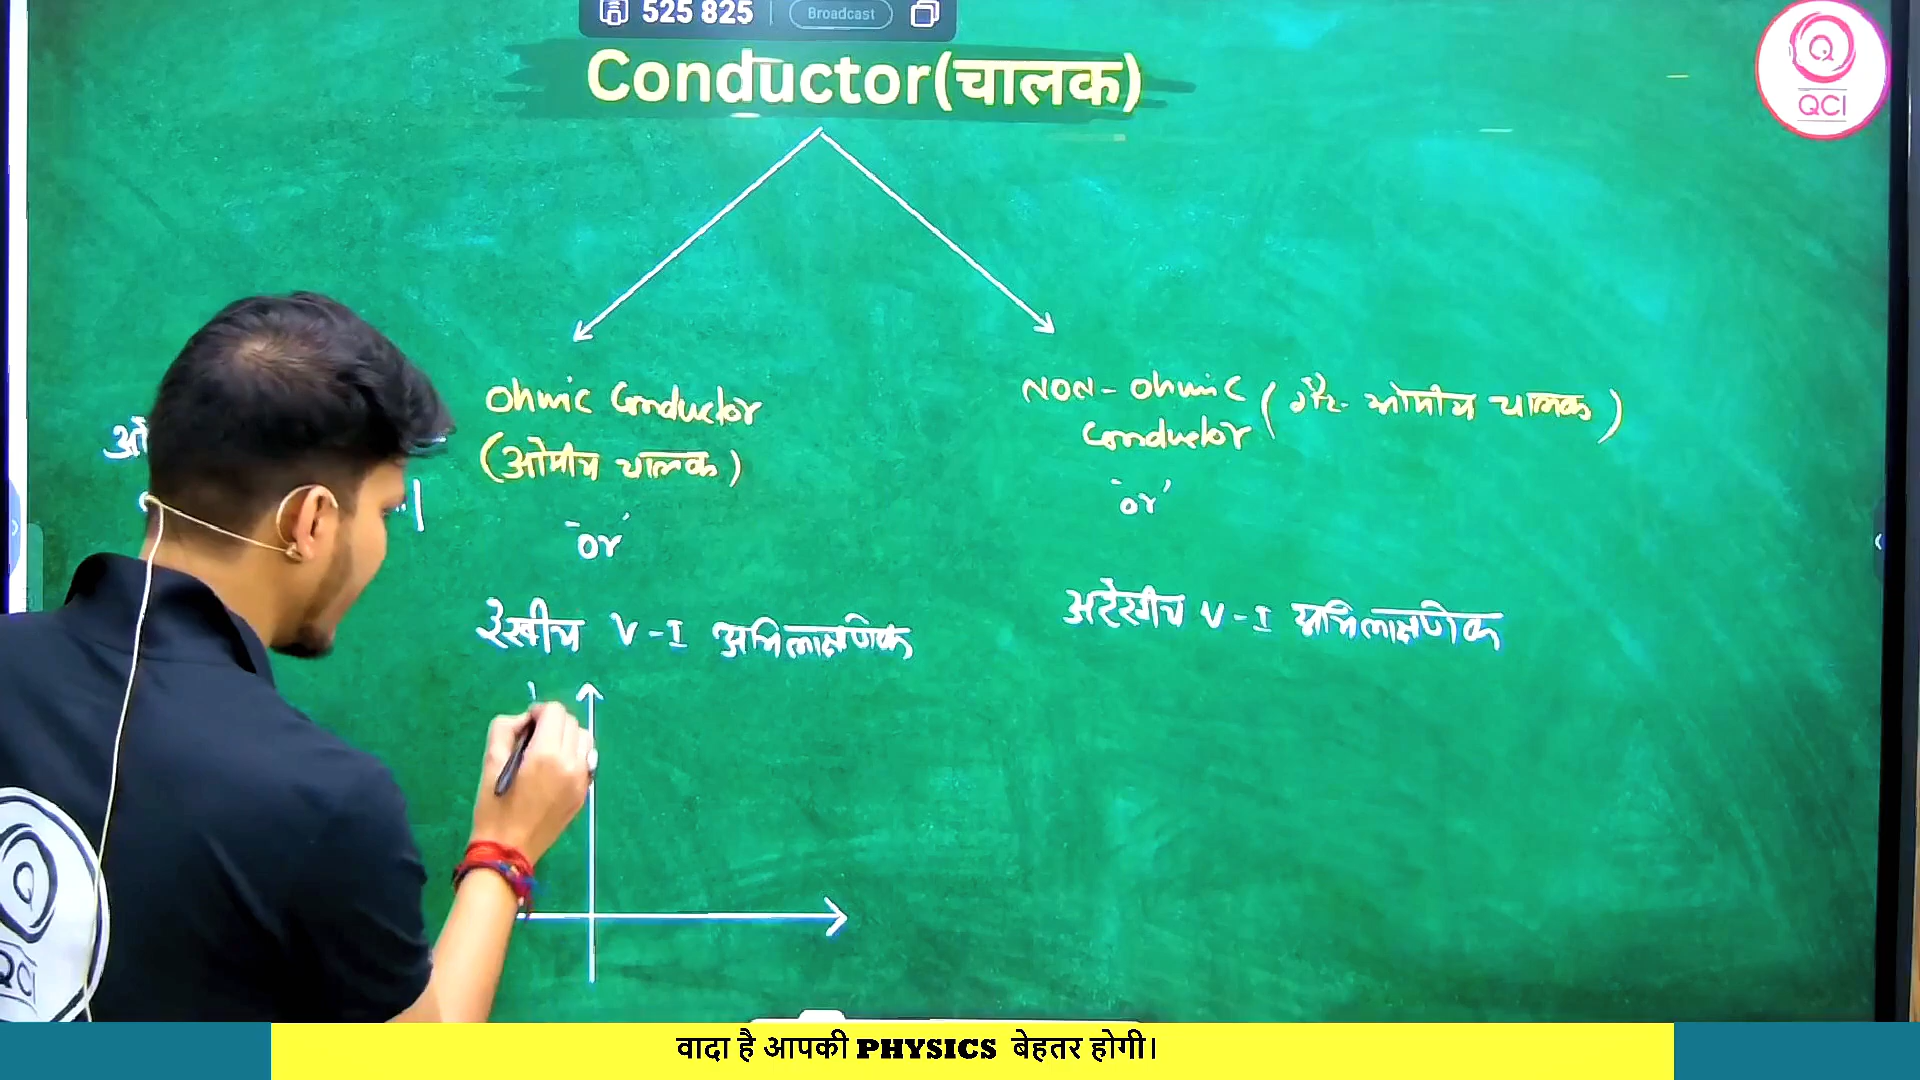 525 825
Broadcast
Conductor(चालक)
QCI
ओ
Ohmic Conductor
(ओमीय चालक)
'or'
रेखीय V-I अभिलाक्षणिक
NON-Ohmic
Conductor
(गैर- ओमीय चालक)
'or'
अरेखीय V-I अभिलाक्षणिक
QCI
वादा है आपकी PHYSICS बेहतर होगी।